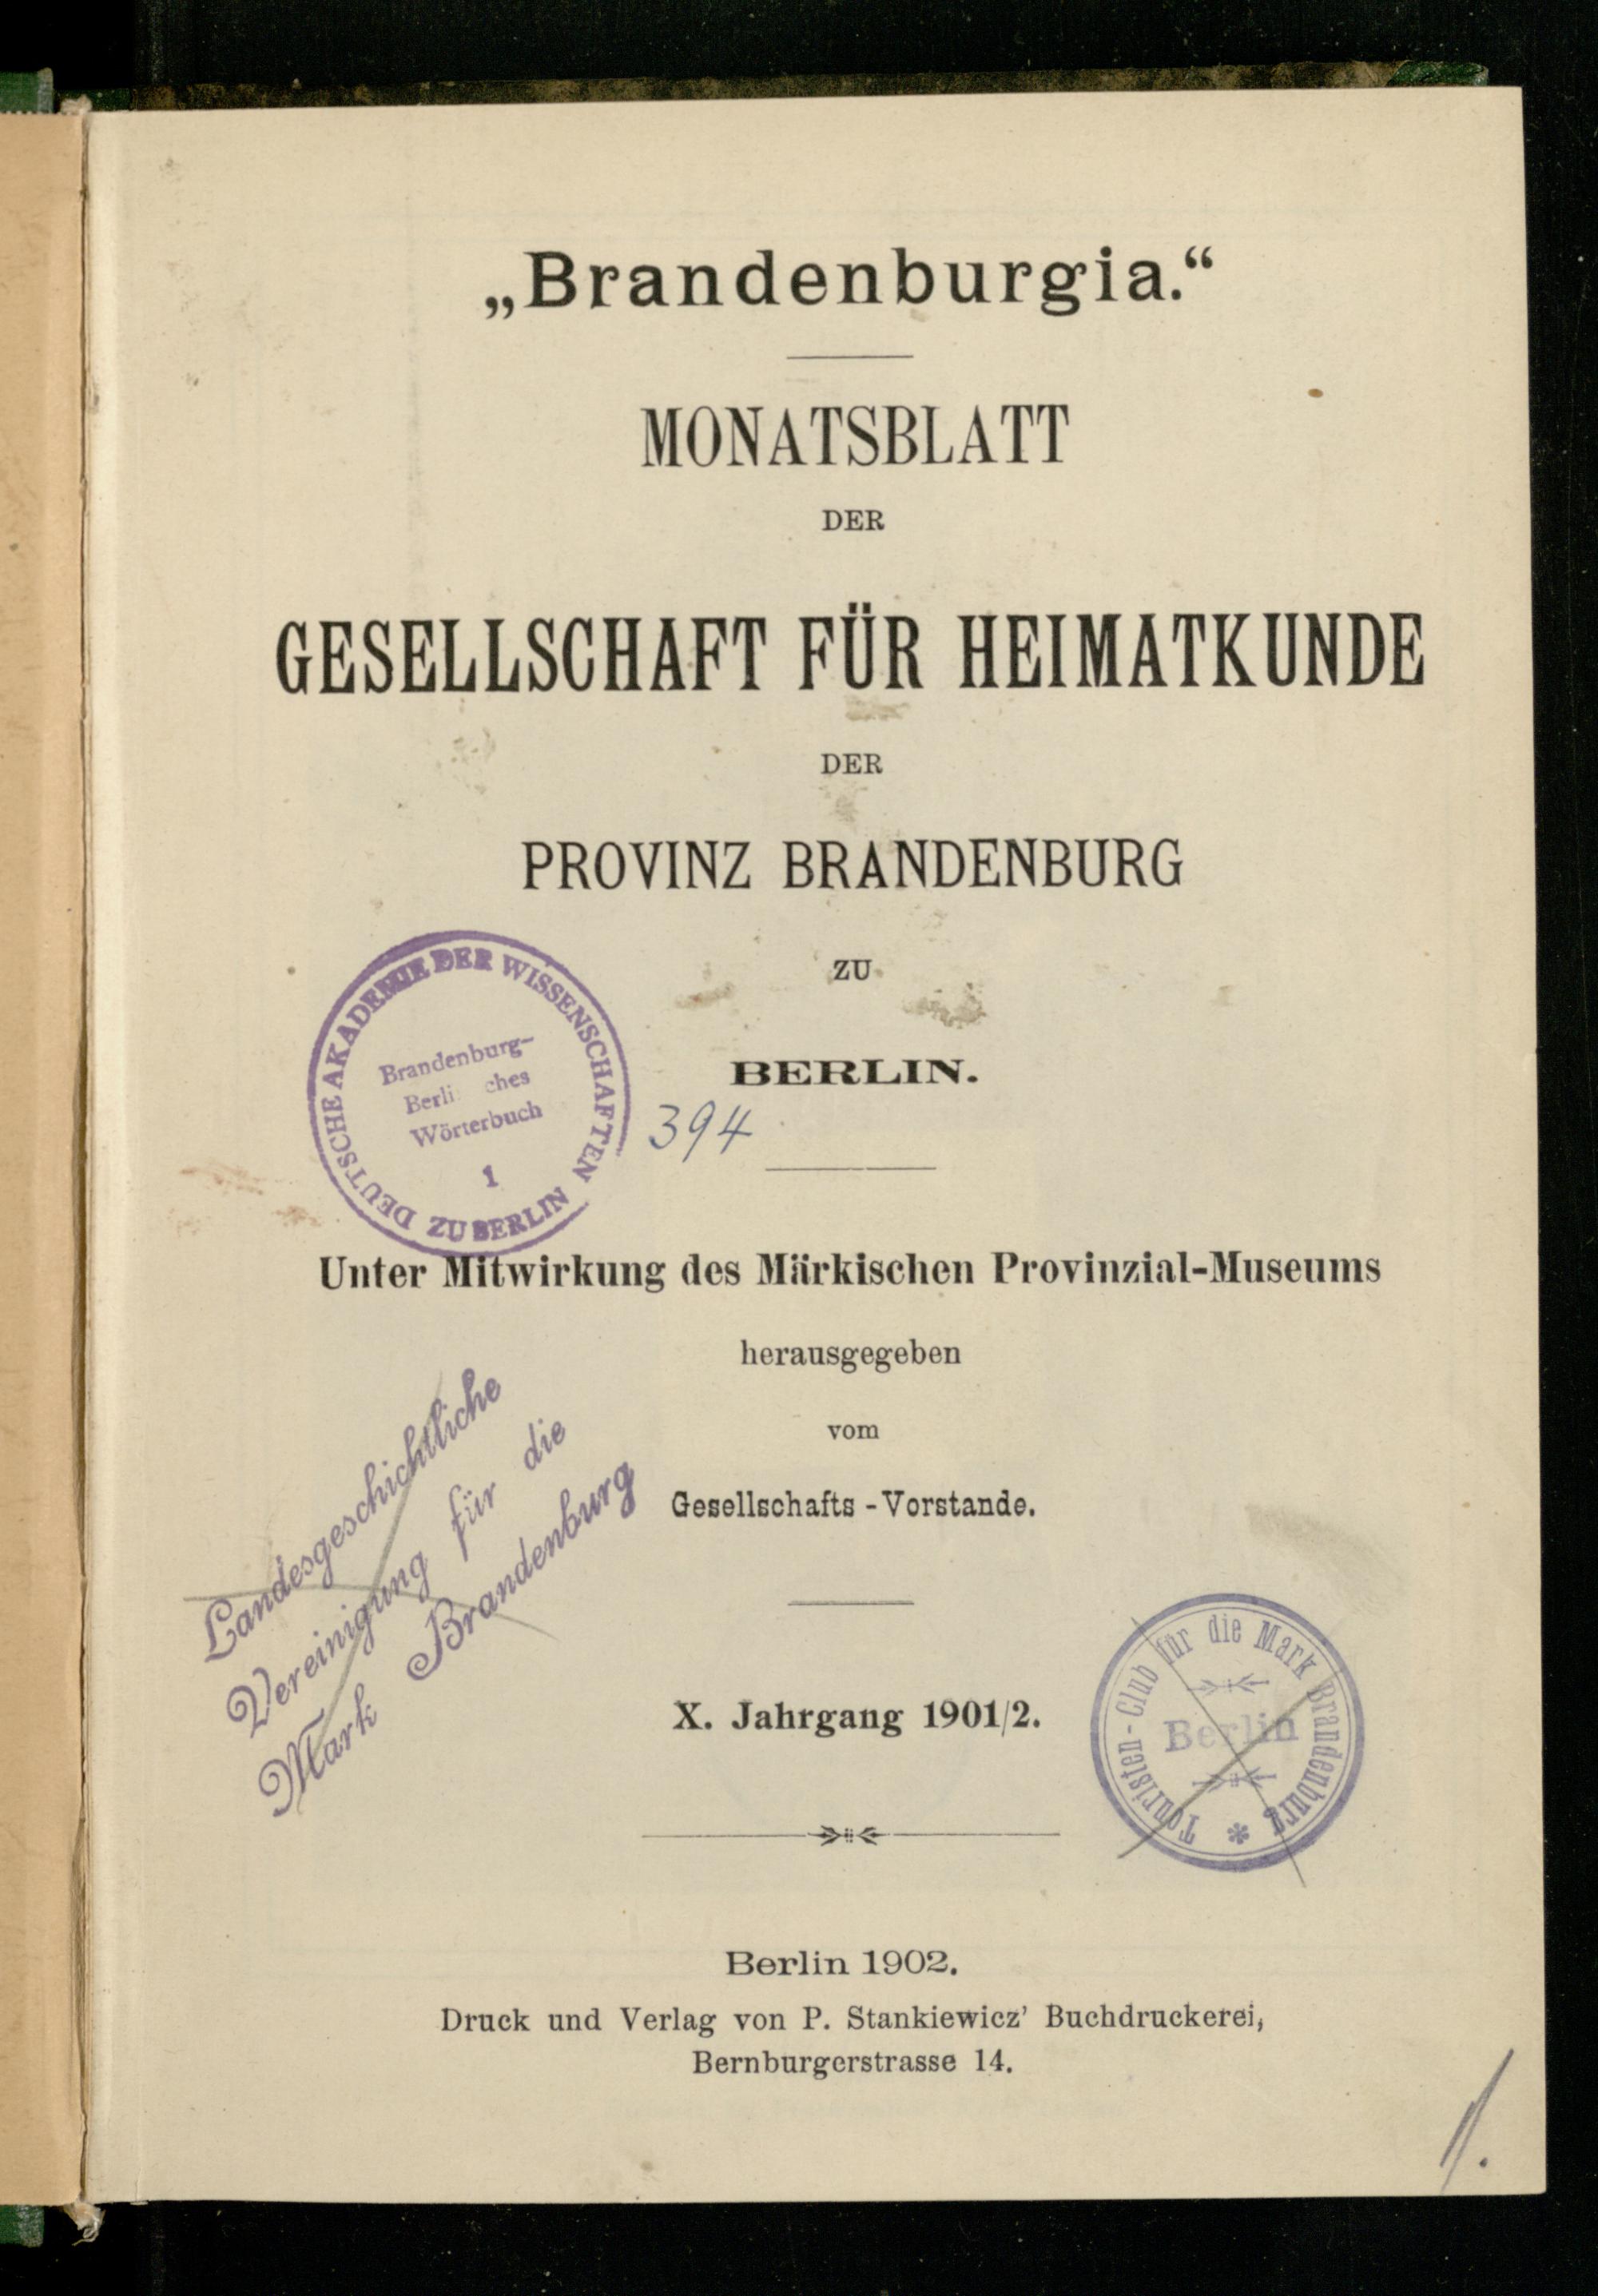 „Brandenburgia.“
MONATSBLATT
DER
GESELLSCHAFT FÜR HEIMATKUNDE
DER
PROVINZ BRANDENBURG
ZU
BERLIN.
DEUTSCHE AKADEMIE DER WISSENSCHAFTEN ZU BERLIN
Brandenburg-
Berli ches
Wörterbuch
1
394
Unter Mitwirkung des Märkischen Provinzial-Museums
herausgegeben
vom
Gesellschafts-Vorstande.
Landesgeschichtliche
Vereinigung für die
Mark Brandenburg
X. Jahrgang 1901/2.
Touristen-Club für die Mark Brandenburg
Berlin
Berlin 1902.
Druck und Verlag von P. Stankiewicz’ Buchdruckerei,
Bernburgerstrasse 14.